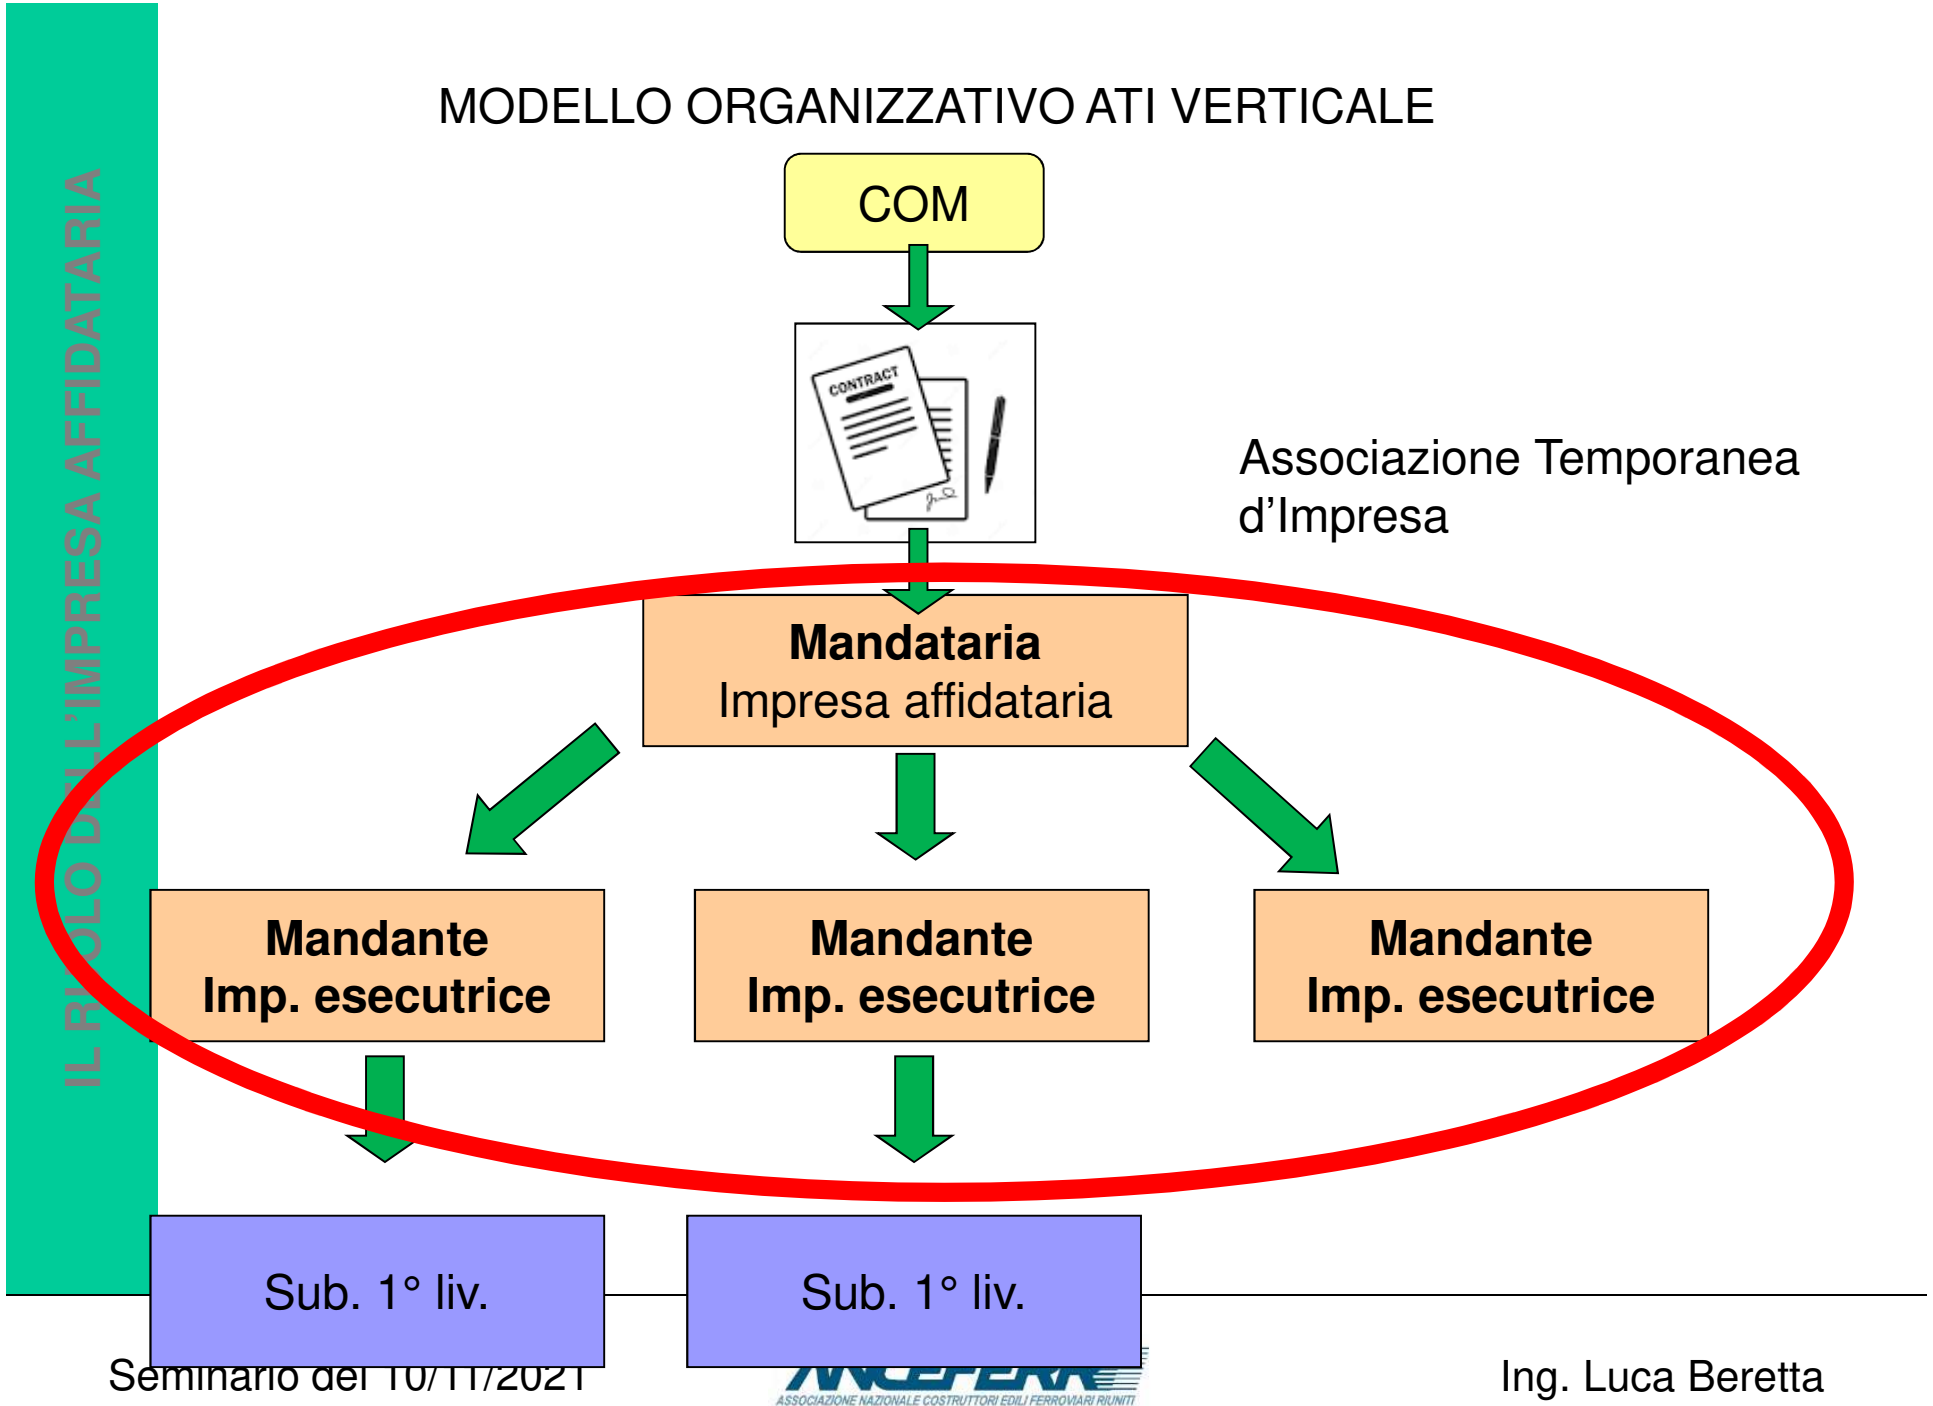 MODELLO ORGANIZZATIVO ATI VERTICALE
COM
CONTRACT
Associazione Temporanea
d’Impresa
IL RUOLO DELL’IMPRESA AFFIDATARIA
Mandataria
Impresa affidataria
Mandante
Imp. esecutrice
Mandante
Imp. esecutrice
Mandante
Imp. esecutrice
Sub. 1° liv.
Sub. 1° liv.
Seminario del 10/11/2021
ANCEFERR
ASSOCIAZIONE NAZIONALE COSTRUTTORI EDILI FERROVIARI RIUNITI
Ing. Luca Beretta